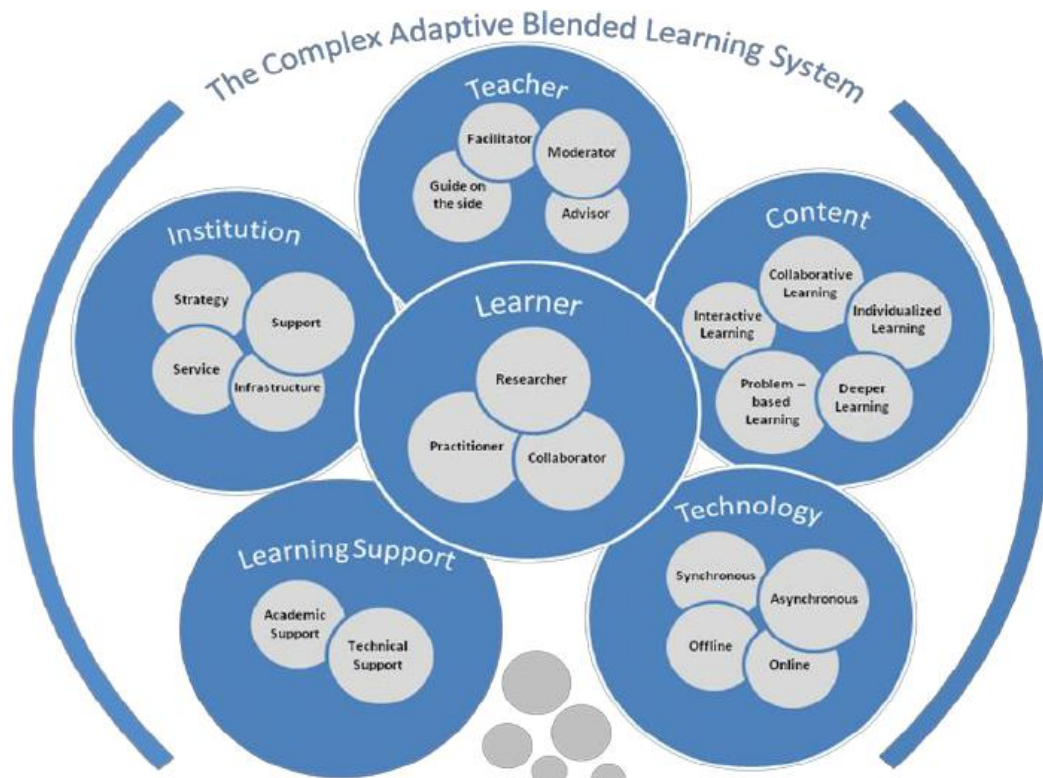 The Complex Adaptive Blended Learning System
Teacher
Facilitator
Moderator
Guide on
the side
Advisor
Institution
Strategy
Support
Service
Infrastructure
Content
Collaborative
Learning
Interactive
Learning
Individualized
Learning
Problem –
based
Learning
Deeper
Learning
Learner
Researcher
Practitioner
Collaborator
Learning Support
Academic
Support
Technical
Support
Technology
Synchronous
Asynchronous
Offline
Online